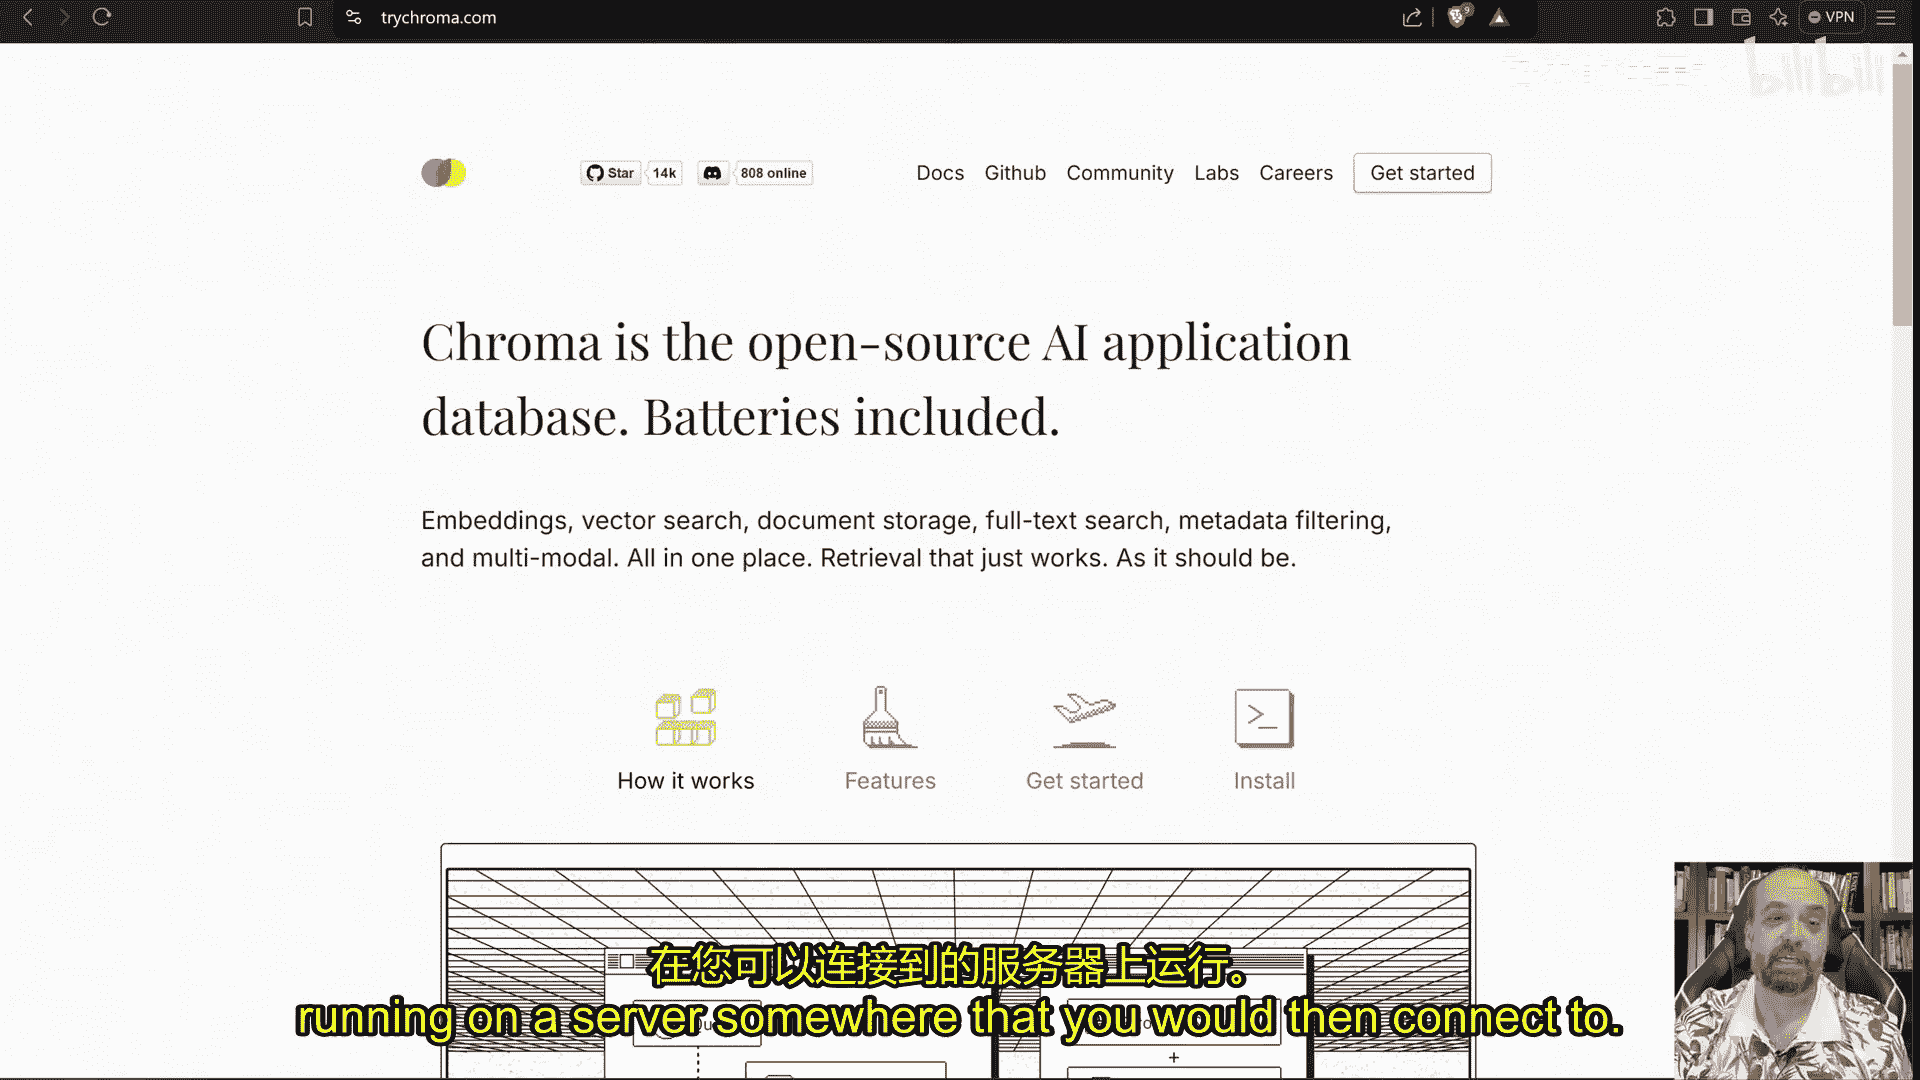 trychroma.com
9
VPN
bilibili
Star
14k
808 online
Docs
Github
Community
Labs
Careers
Get started
Chroma is the open-source AI application
database. Batteries included.
Embeddings, vector search, document storage, full-text search, metadata filtering,
and multi-modal. All in one place. Retrieval that just works. As it should be.
How it works
Features
Get started
Install
在您可以连接到的服务器上运行。
running on a server somewhere that you would then connect to.